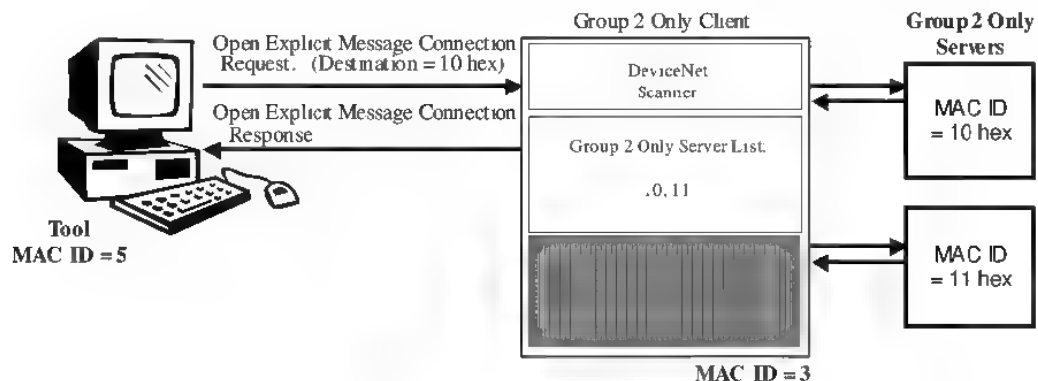 Group 2 Only Client
Group 2 Only
Servers
Open Explicit Message Connection
Request. (Destination = 10 hex)
DeviceNet
Scanner
MAC ID
= 10 hex
Open Explicit Message Connection
Response
Group 2 Only Server List.
.0, 11
Tool
MAC ID = 5
MAC ID
= 11 hex
MAC ID = 3